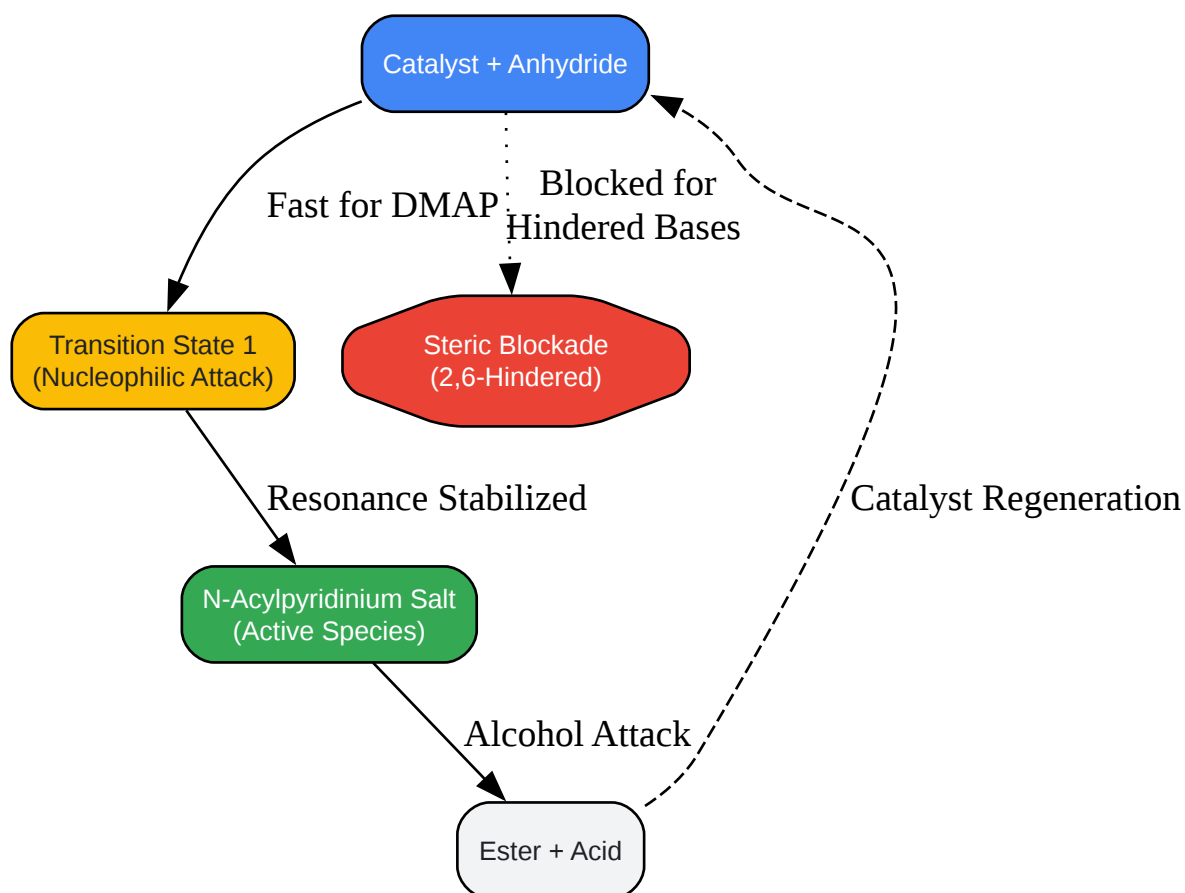 Catalyst + Anhydride
Fast for DMAP
Blocked for
Hindered Bases
Transition State 1
(Nucleophilic Attack)
Steric Blockade
(2,6-Hindered)
Resonance Stabilized
Catalyst Regeneration
N-Acylpyridinium Salt
(Active Species)
Alcohol Attack
Ester + Acid